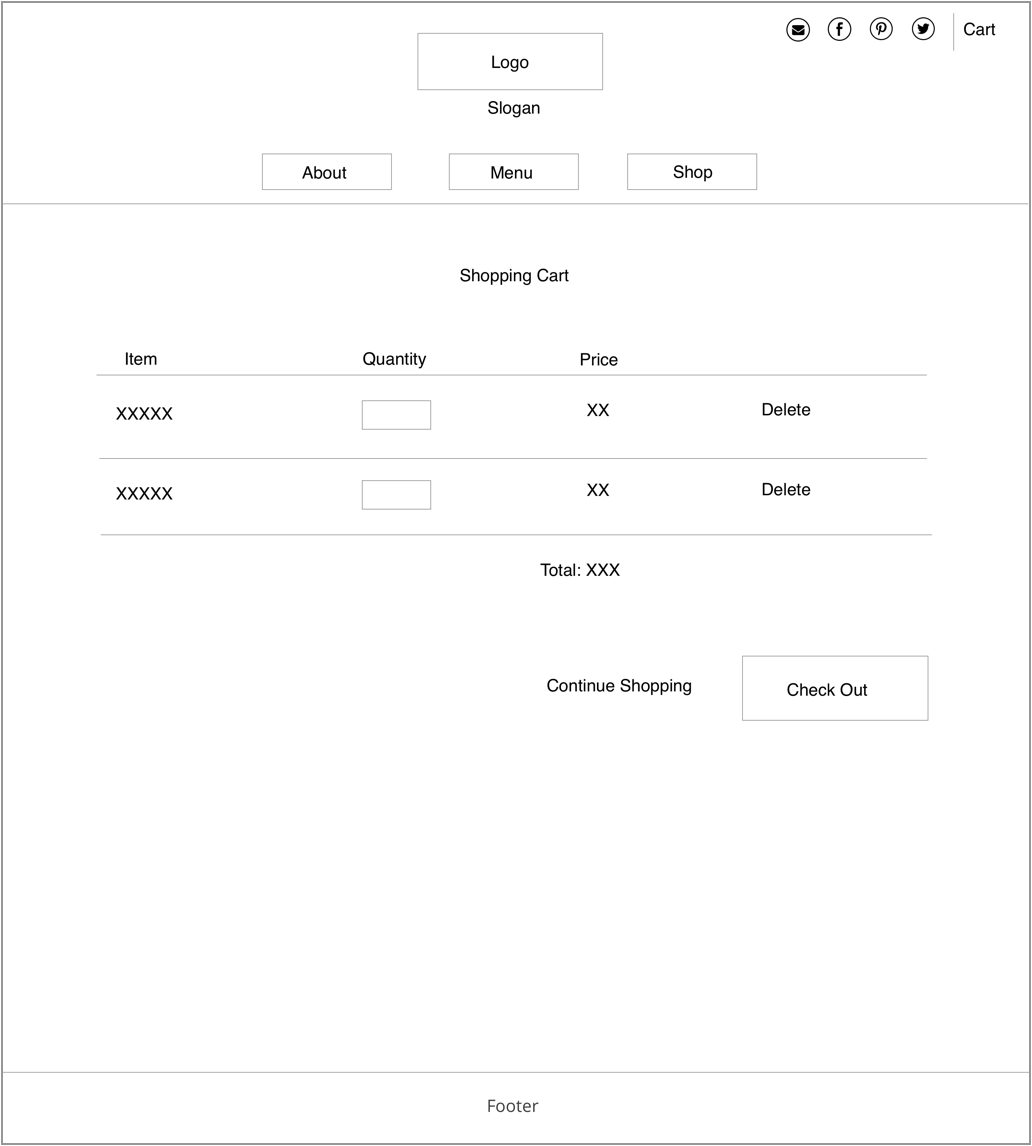 Cart
Logo
Slogan
About Menu Shop
Shopping Cart
Item Quantity Price
XXXXX XX Delete
XXXXX XX Delete
Total: XXX
Continue Shopping Check Out
Footer